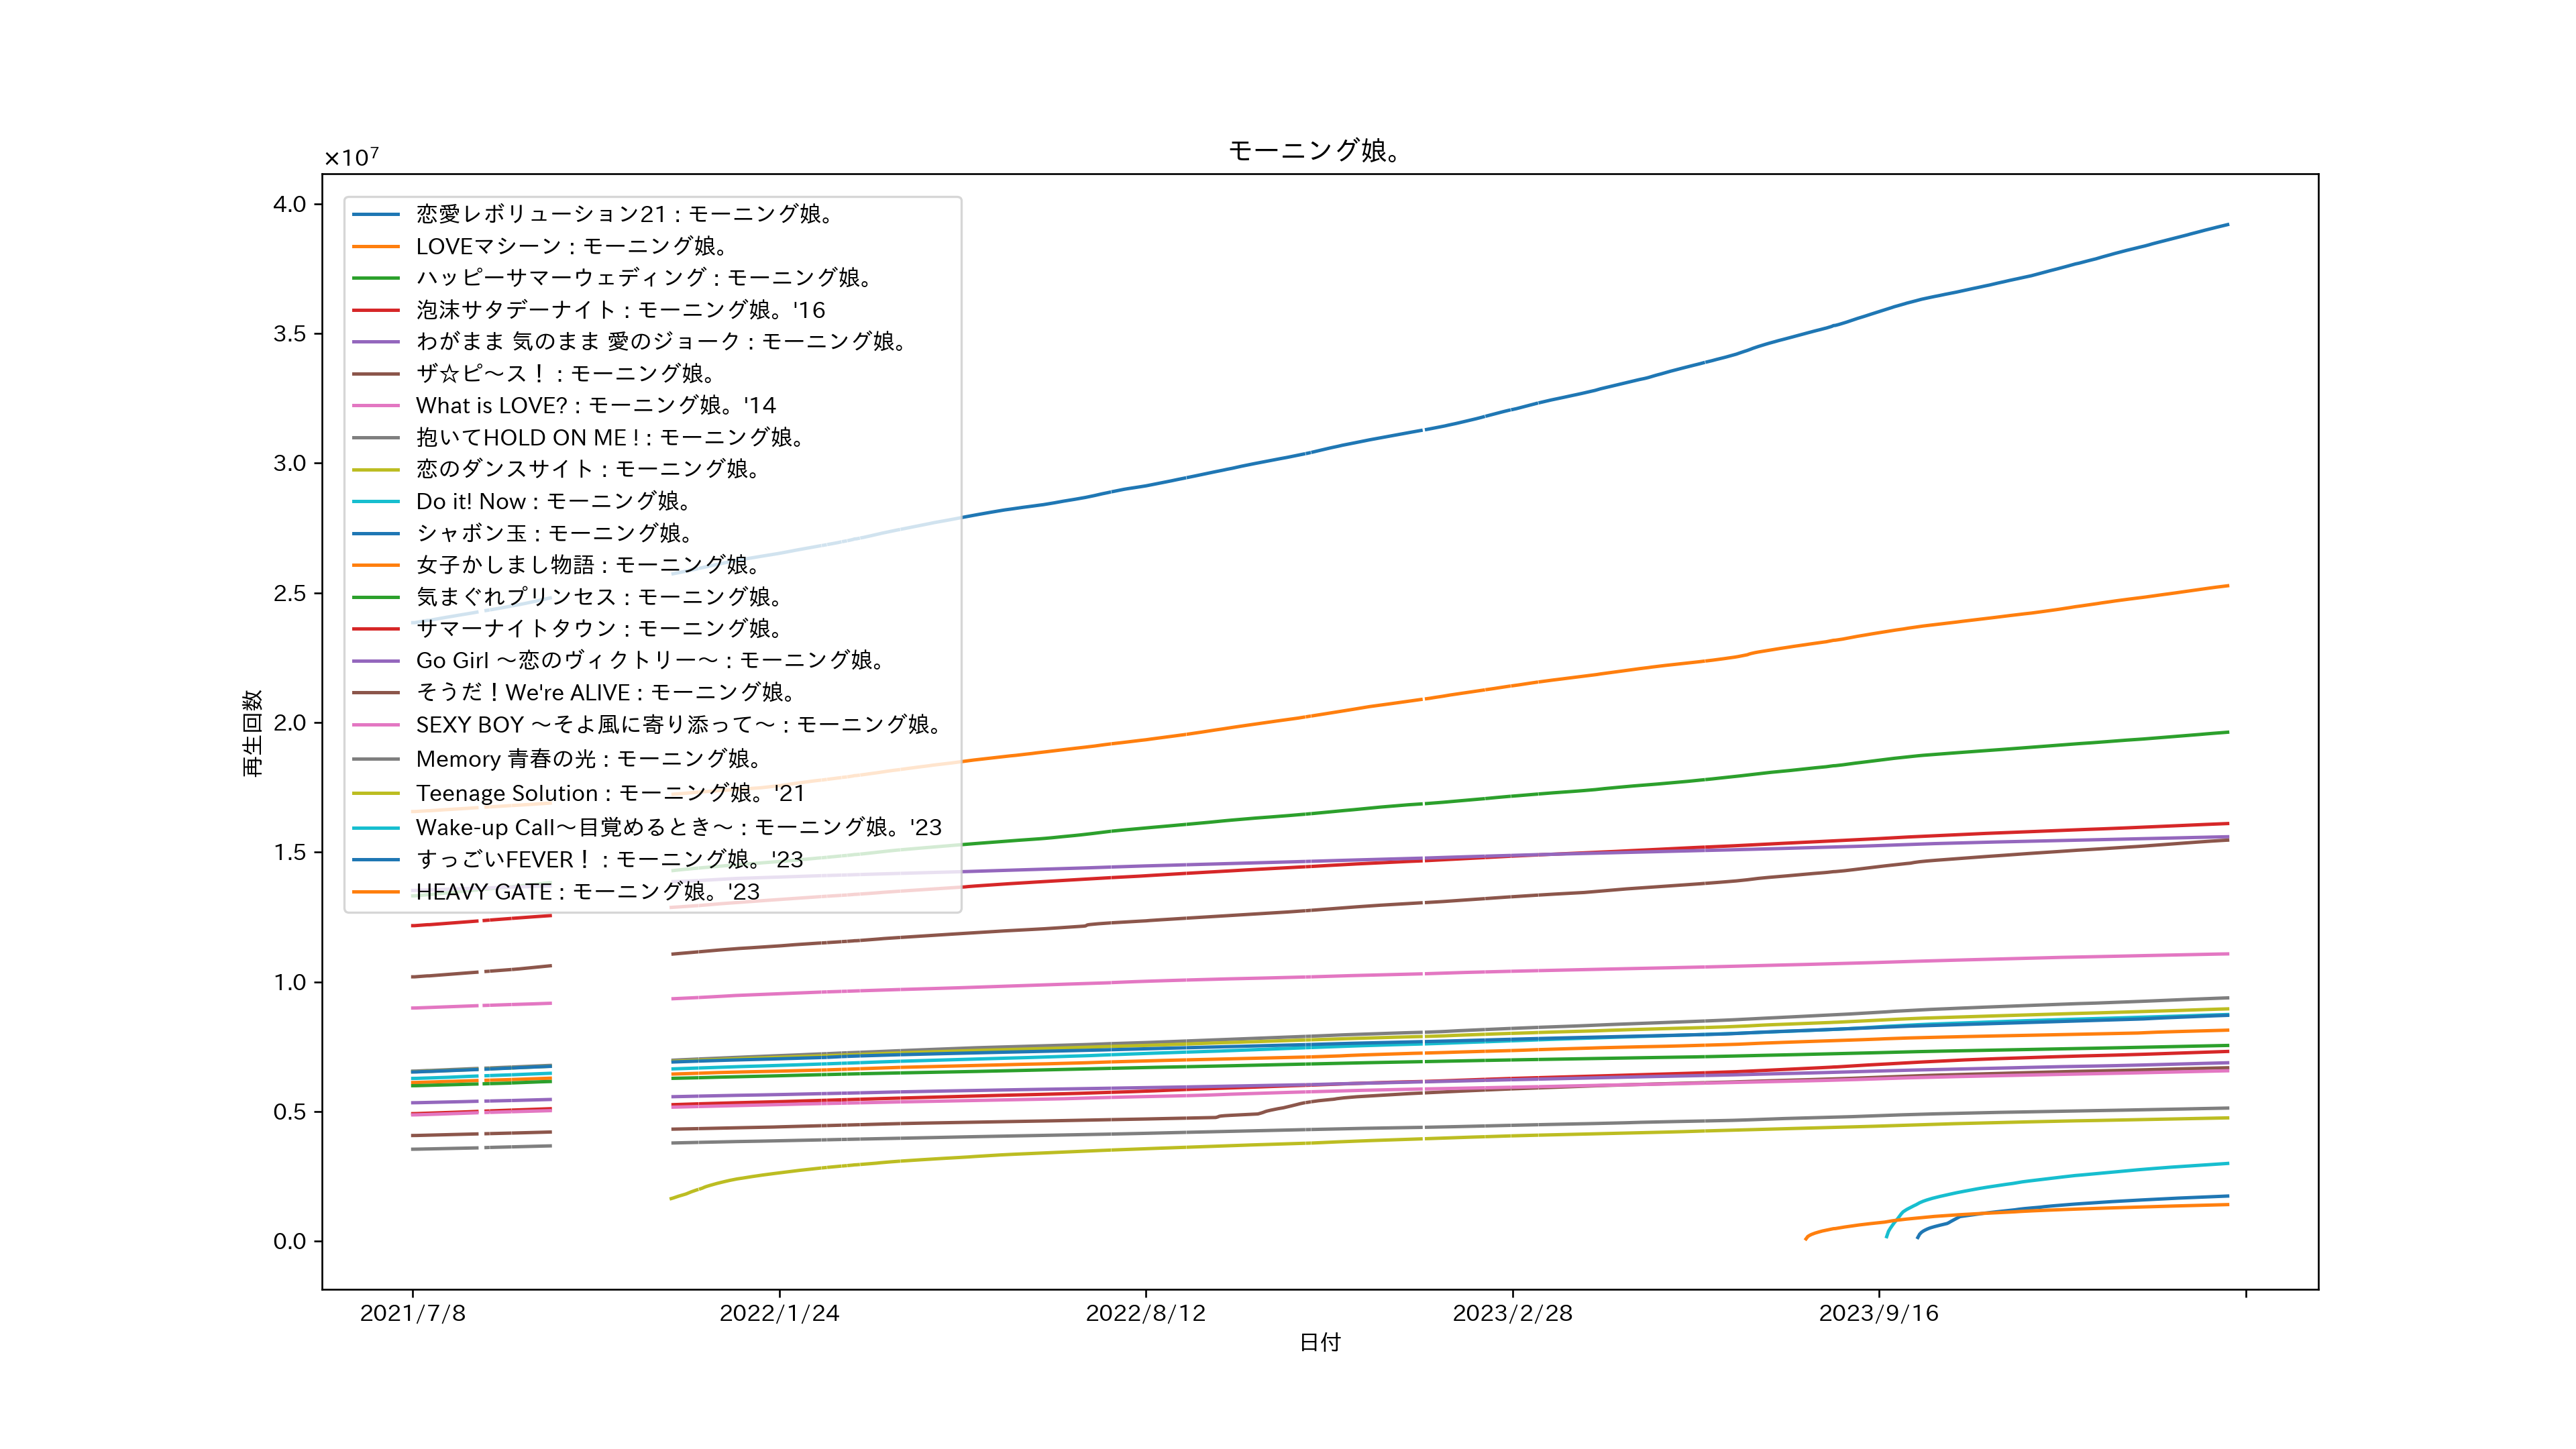 モーニング娘。
×10⁷
4.0
3.5
3.0
2.5
2.0
1.5
1.0
0.5
0.0
再生回数
恋愛レボリューション21 : モーニング娘。
LOVEマシーン : モーニング娘。
ハッピーサマーウェディング : モーニング娘。
泡沫サタデーナイト : モーニング娘。'16
わがまま 気のまま 愛のジョーク : モーニング娘。
ザ☆ピ〜ス！ : モーニング娘。
What is LOVE? : モーニング娘。'14
抱いてHOLD ON ME ! : モーニング娘。
恋のダンスサイト : モーニング娘。
Do it! Now : モーニング娘。
シャボン玉 : モーニング娘。
女子かしまし物語 : モーニング娘。
気まぐれプリンセス : モーニング娘。
サマーナイトタウン : モーニング娘。
Go Girl 〜恋のヴィクトリー〜 : モーニング娘。
そうだ！We're ALIVE : モーニング娘。
SEXY BOY 〜そよ風に寄り添って〜 : モーニング娘。
Memory 青春の光 : モーニング娘。
Teenage Solution : モーニング娘。'21
Wake-up Call〜目覚めるとき〜 : モーニング娘。'23
すっごいFEVER！ : モーニング娘。'23
HEAVY GATE : モーニング娘。'23
2021/7/8
2022/1/24
2022/8/12
2023/2/28
2023/9/16
日付